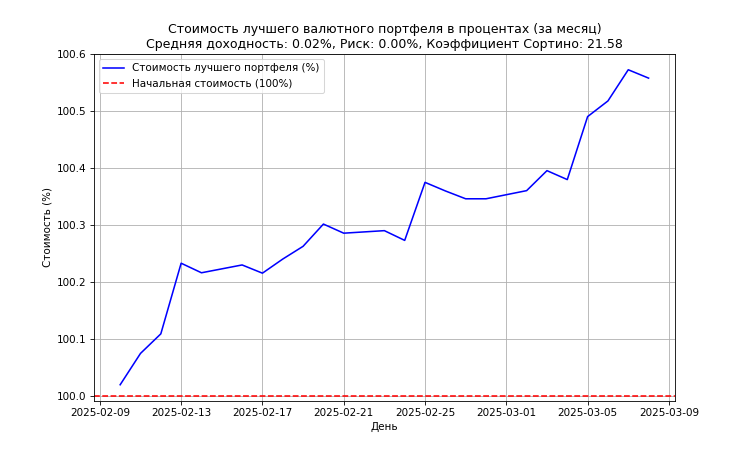 Стоимость лучшего валютного портфеля в процентах (за месяц)
Средняя доходность: 0.02%, Риск: 0.00%, Коэффициент Сортино: 21.58
Стоимость лучшего портфеля (%)
Начальная стоимость (100%)
Стоимость (%)
100.6
100.5
100.4
100.3
100.2
100.1
100.0
2025-02-09 2025-02-13 2025-02-17 2025-02-21 2025-02-25 2025-03-01 2025-03-05 2025-03-09
День